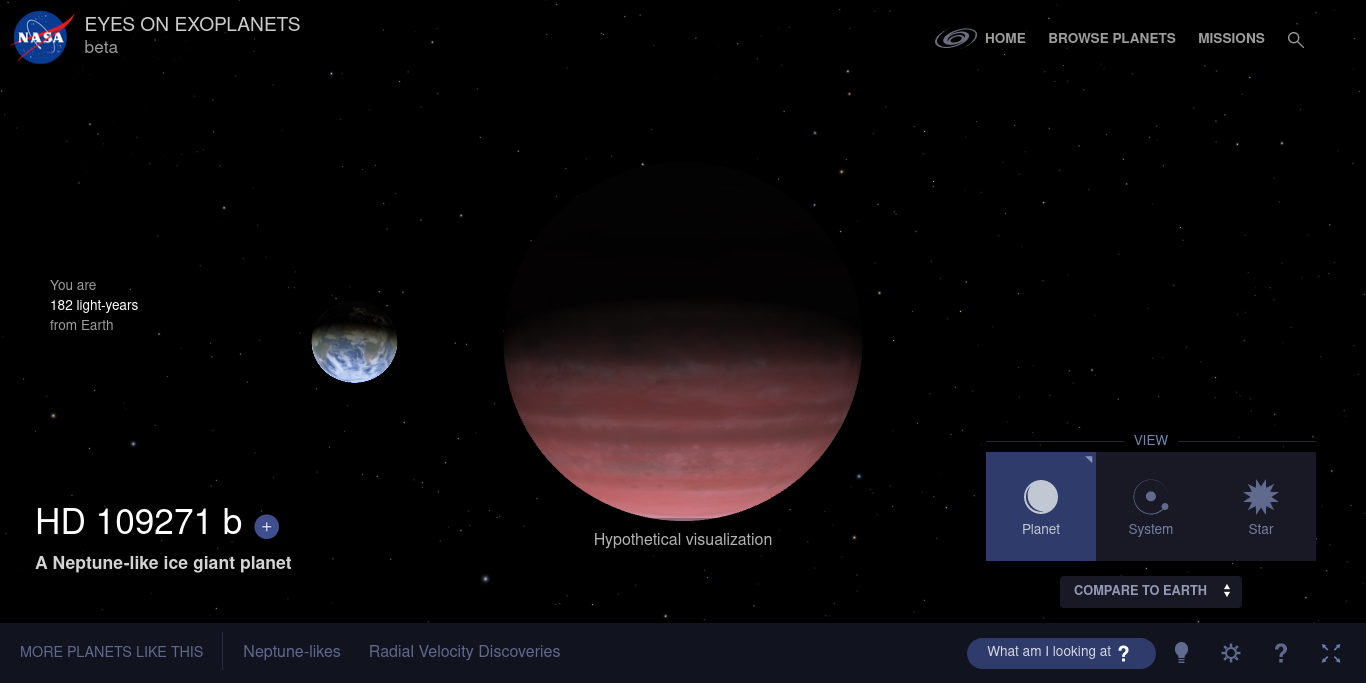 NASA
EYES ON EXOPLANETS
beta
HOME
BROWSE PLANETS
MISSIONS
You are
182 light-years
from Earth
HD 109271 b
+
A Neptune-like ice giant planet
Hypothetical visualization
VIEW
Planet
System
Star
COMPARE TO EARTH
MORE PLANETS LIKE THIS
Neptune-likes
Radial Velocity Discoveries
What am I looking at ?
?